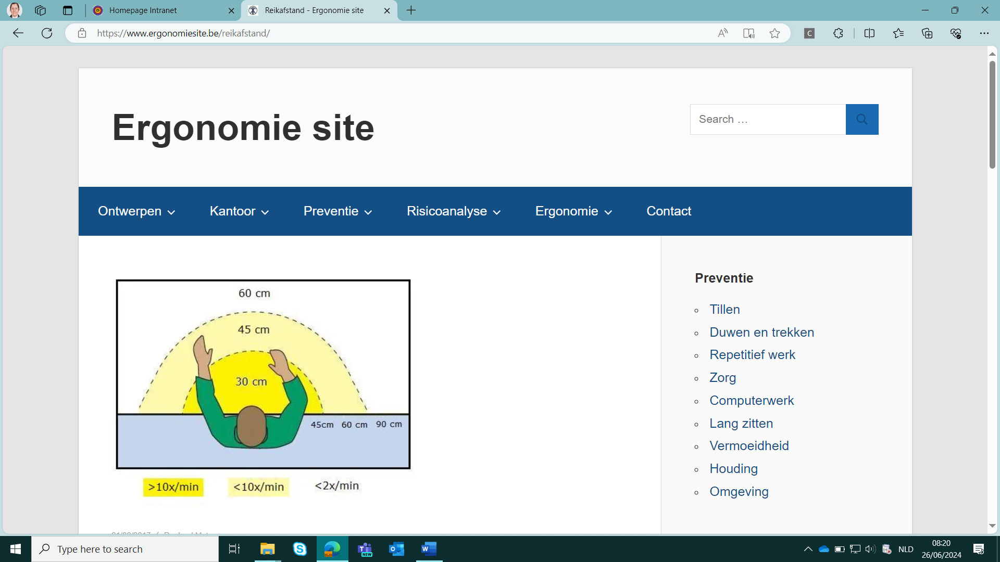 Homepage Intranet
Reikafstand - Ergonomie site
https://www.ergonomiesite.be/reikafstand/
C
Ergonomie site
Search …
Ontwerpen
Kantoor
Preventie
Risicoanalyse
Ergonomie
Contact
60 cm
45 cm
30 cm
45cm 60 cm 90 cm
>10x/min
<10x/min
<2x/min
Preventie
Tillen
Duwen en trekken
Repetitief werk
Zorg
Computerwerk
Lang zitten
Vermoeidheid
Houding
Omgeving
Type here to search
NEW
NLD
08:20
26/06/2024